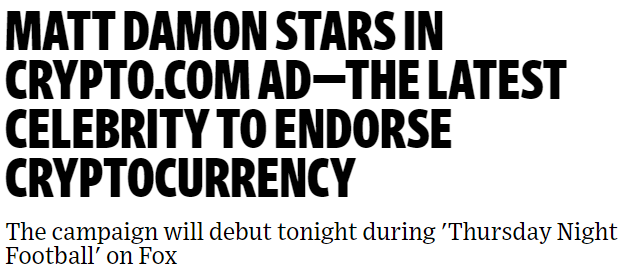 MATT DAMON STARS IN
CRYPTO.COM AD—THE LATEST
CELEBRITY TO ENDORSE
CRYPTOCURRENCY
The campaign will debut tonight during 'Thursday Night
Football' on Fox